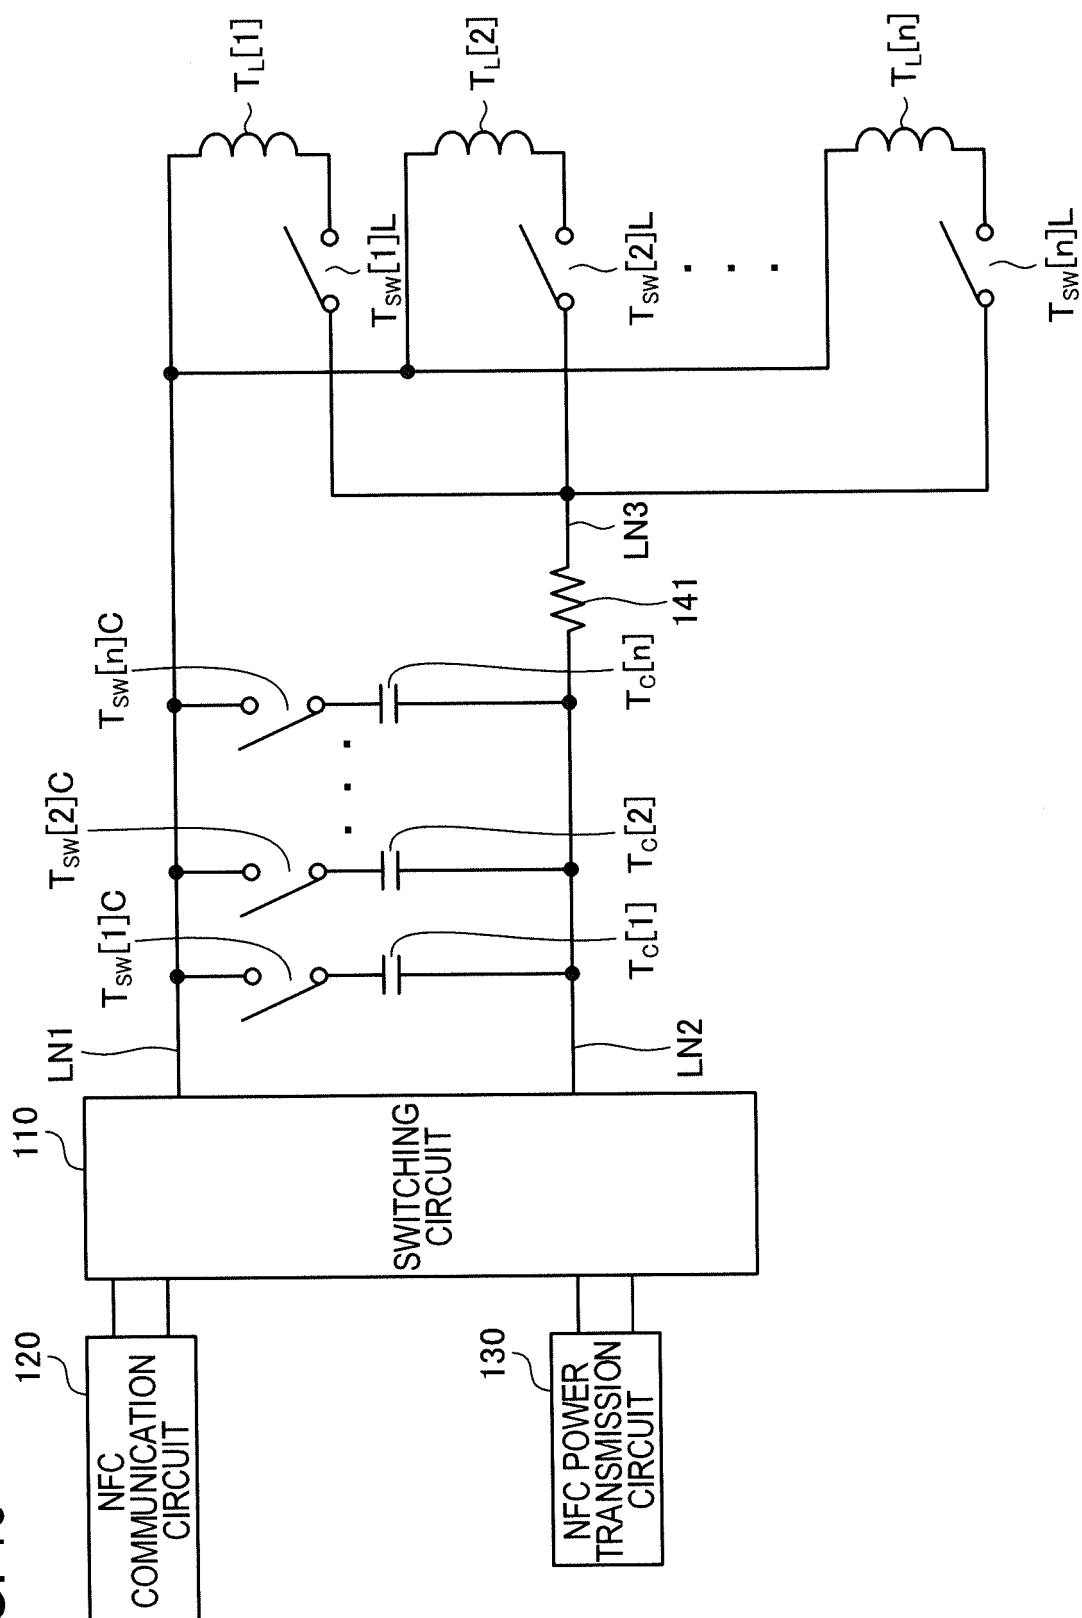 120
NFC
COMMUNICATION
CIRCUIT
130
NFC POWER
TRANSMISSION
CIRCUIT
110
SWITCHING
CIRCUIT
LN1
LN2
TSW[1]C
TSW[2]C
TSW[n]C
TC[1]
TC[2]
TC[n]
141
LN3
TSW[1]L
TSW[2]L
TSW[n]L
TL[1]
TL[2]
TL[n]